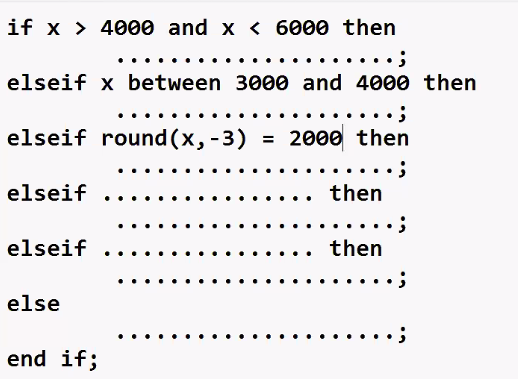 if x > 4000 and x < 6000 then
.....................;
elseif x between 3000 and 4000 then
.....................;
elseif round(x,-3) = 2000 then
.....................;
elseif ................ then
.....................;
elseif ................ then
.....................;
else
.....................;
end if;